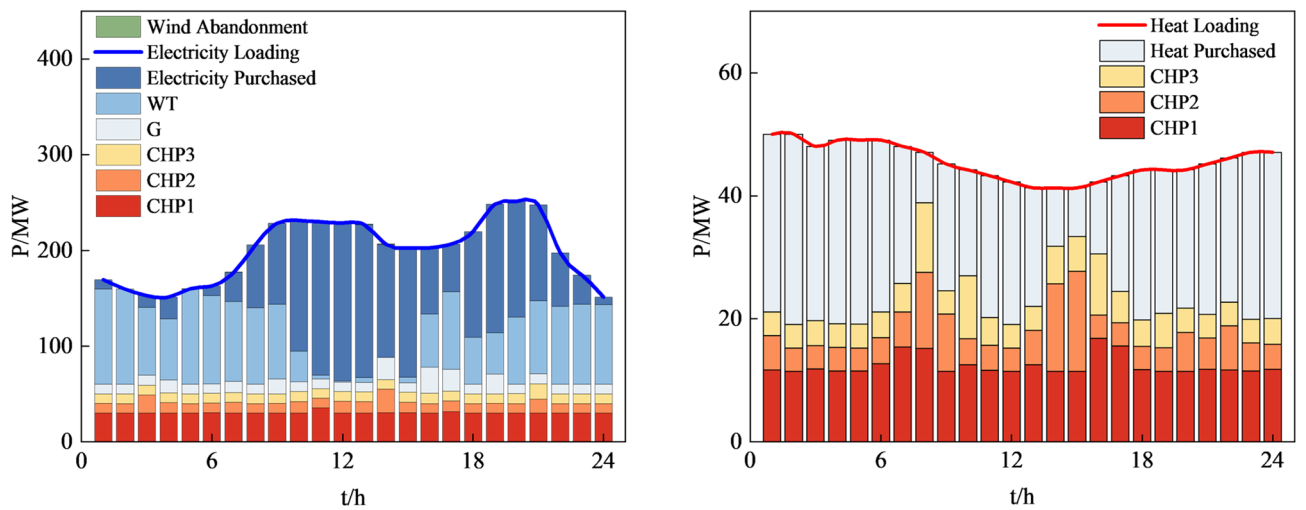 Wind Abandonment
Electricity Loading
Electricity Purchased
WT
G
CHP3
CHP2
CHP1
400
300
200
100
0
P/MW
0 6 12 18 24
t/h
Heat Loading
Heat Purchased
CHP3
CHP2
CHP1
60
40
20
0
P/MW
0 6 12 18 24
t/h